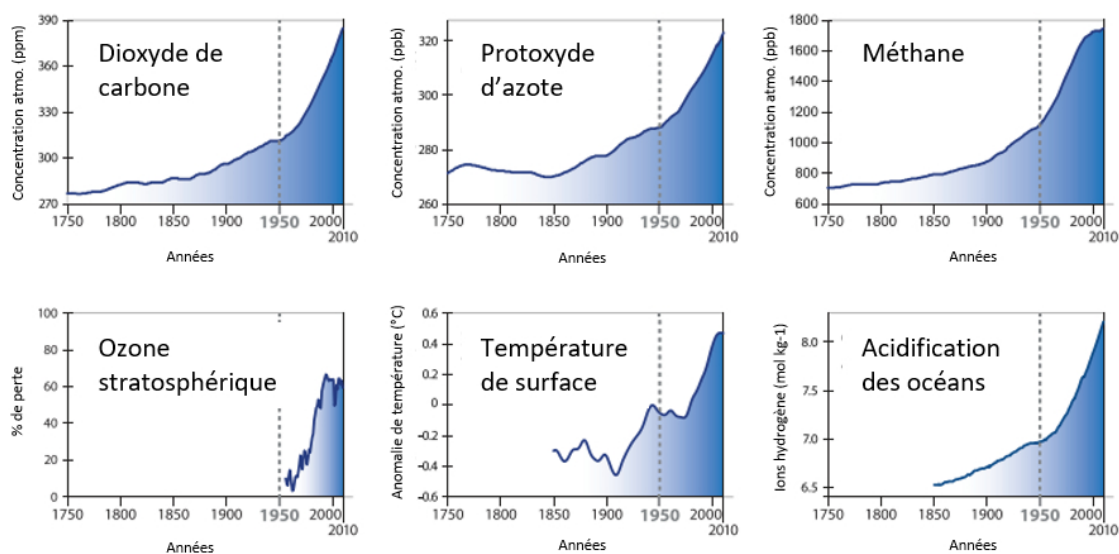 Dioxyde de
carbone
Concentration atmo. (ppm)
390
360
330
300
270
1750 1800 1850 1900 1950 2000
2010
Années
Protoxyde
d'azote
Concentration atmo. (ppb)
320
300
280
260
1750 1800 1850 1900 1950 2000
2010
Années
Méthane
Concentration atmo. (ppb)
1800
1600
1400
1200
1000
800
600
1750 1800 1850 1900 1950 2000
2010
Années
Ozone
stratosphérique
% de perte
100
80
60
40
20
0
1750 1800 1850 1900 1950 2000
2010
Années
Température
de surface
Anomalie de température (°C)
0.6
0.4
0.2
0
-0.2
-0.4
-0.6
1750 1800 1850 1900 1950 2000
2010
Années
Acidification
des océans
Ions hydrogène (mol kg-1)
8.0
7.5
7.0
6.5
1750 1800 1850 1900 1950 2000
2010
Années